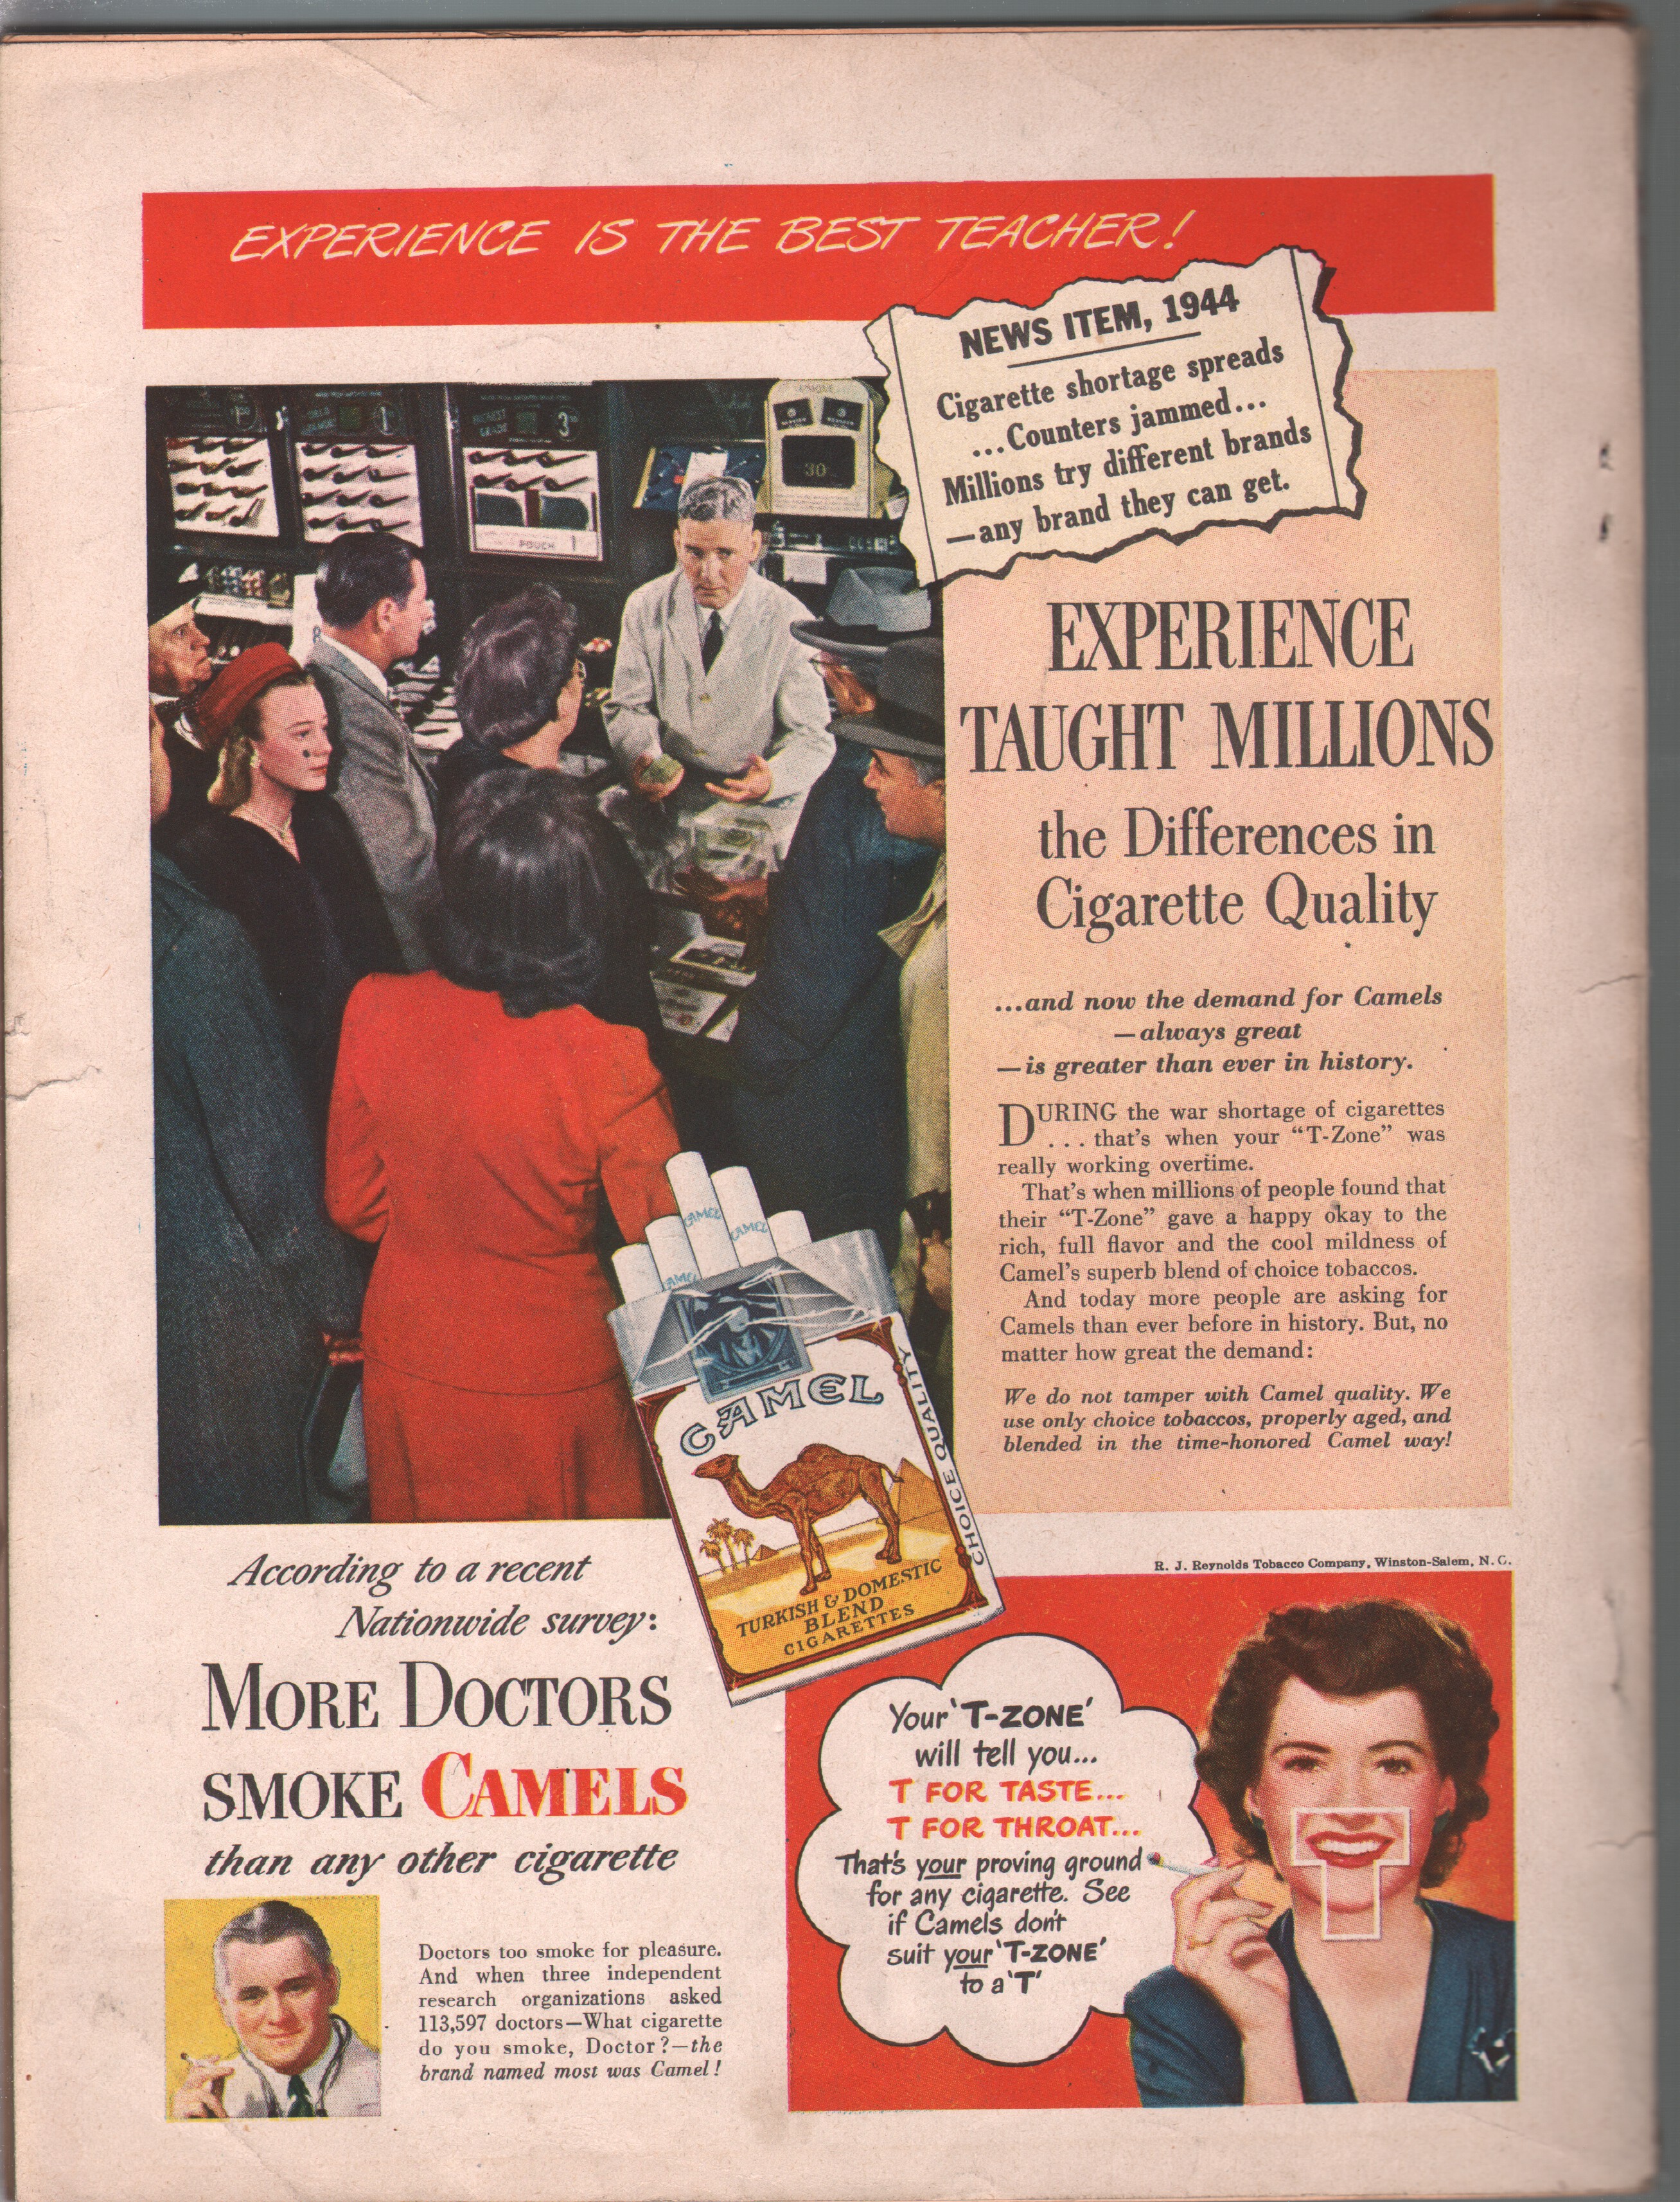 EXPERIENCE IS THE BEST TEACHER!
NEWS ITEM, 1944
Cigarette shortage spreads
...Counters jammed...
Millions try different brands
—any brand they can get.
EXPERIENCE
TAUGHT MILLIONS
the Differences in
Cigarette Quality
...and now the demand for Camels
—always great
—is greater than ever in history.
DURING the war shortage of cigarettes
... that's when your "T-Zone" was
really working overtime.
That's when millions of people found that
their "T-Zone" gave a happy okay to the
rich, full flavor and the cool mildness of
Camel's superb blend of choice tobaccos.
And today more people are asking for
Camels than ever before in history. But, no
matter how great the demand:
We do not tamper with Camel quality. We
use only choice tobaccos, properly aged, and
blended in the time-honored Camel way!
R. J. Reynolds Tobacco Company, Winston-Salem, N. C.
POUCH
30
CAMEL
CAMEL
CAMEL
CAMEL
CHOICE QUALITY
TURKISH & DOMESTIC
BLEND
CIGARETTES
According to a recent
Nationwide survey:
MORE DOCTORS
SMOKE CAMELS
than any other cigarette
Doctors too smoke for pleasure.
And when three independent
research organizations asked
113,597 doctors—What cigarette
do you smoke, Doctor?—the
brand named most was Camel!
Your 'T-ZONE'
will tell you...
T FOR TASTE...
T FOR THROAT...
That's your proving ground
for any cigarette. See
if Camels don't
suit your 'T-ZONE'
to a 'T'